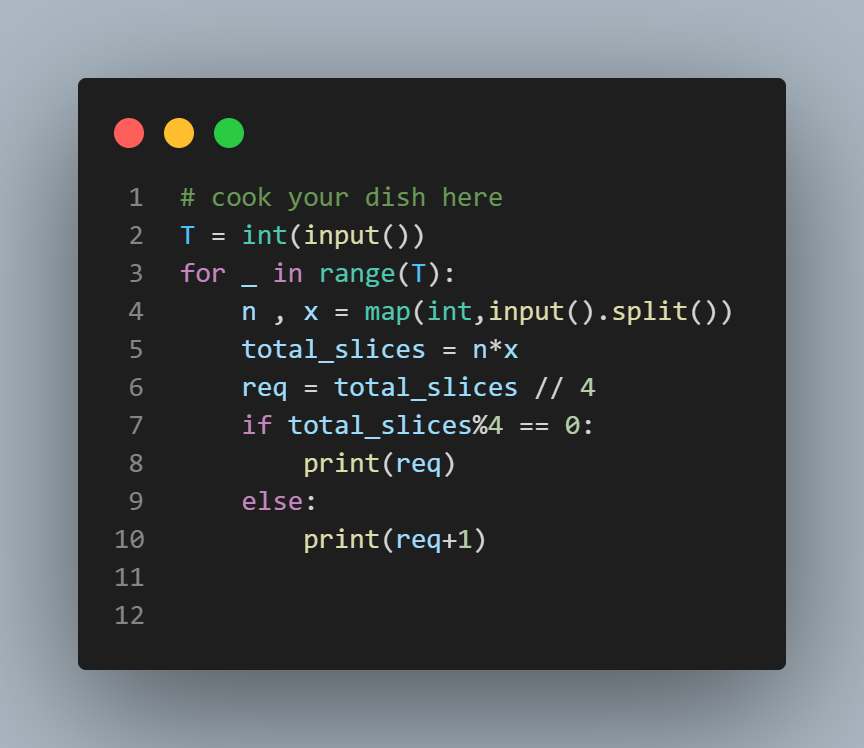 1 # cook your dish here
2 T = int(input())
3 for _ in range(T):
4     n , x = map(int,input().split())
5     total_slices = n*x
6     req = total_slices // 4
7     if total_slices%4 == 0:
8         print(req)
9     else:
10         print(req+1)
11
12